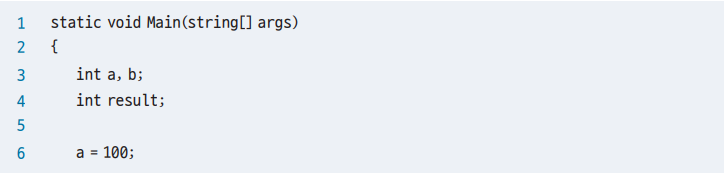 1 static void Main(string[] args)
2 {
3 int a, b;
4 int result;
5
6 a = 100;